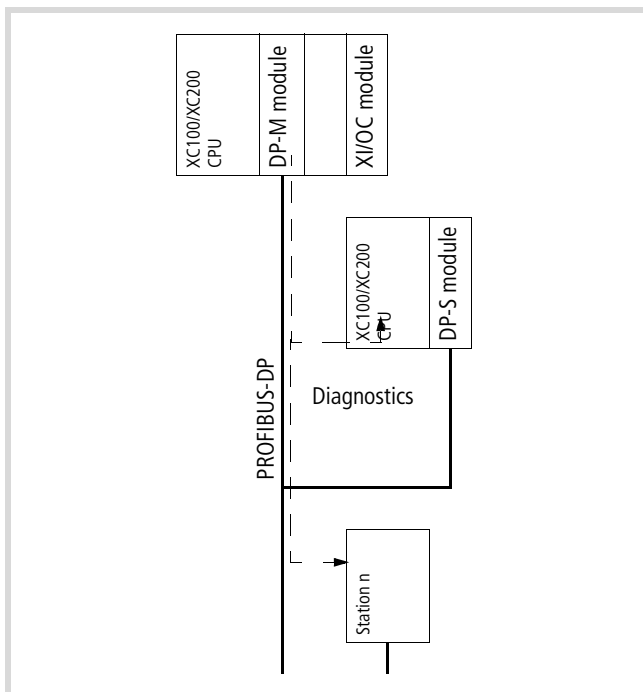 XC100/XC200
CPU
DP-M module
XI/OC module
XC100/XC200
CPU
DP-S module
PROFIBUS-DP
Diagnostics
Station n